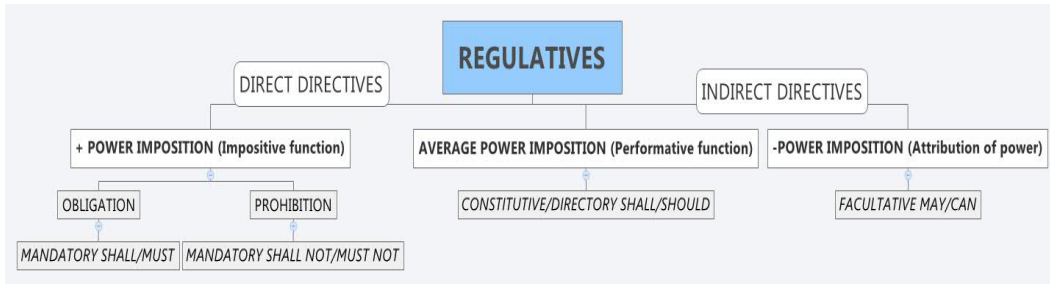 REGULATIVES
DIRECT DIRECTIVES
INDIRECT DIRECTIVES
+ POWER IMPOSITION (Impositive function)
AVERAGE POWER IMPOSITION (Performative function)
-POWER IMPOSITION (Attribution of power)
OBLIGATION
PROHIBITION
CONSTITUTIVE/DIRECTORY SHALL/SHOULD
FACULTATIVE MAY/CAN
MANDATORY SHALL/MUST
MANDATORY SHALL NOT/MUST NOT